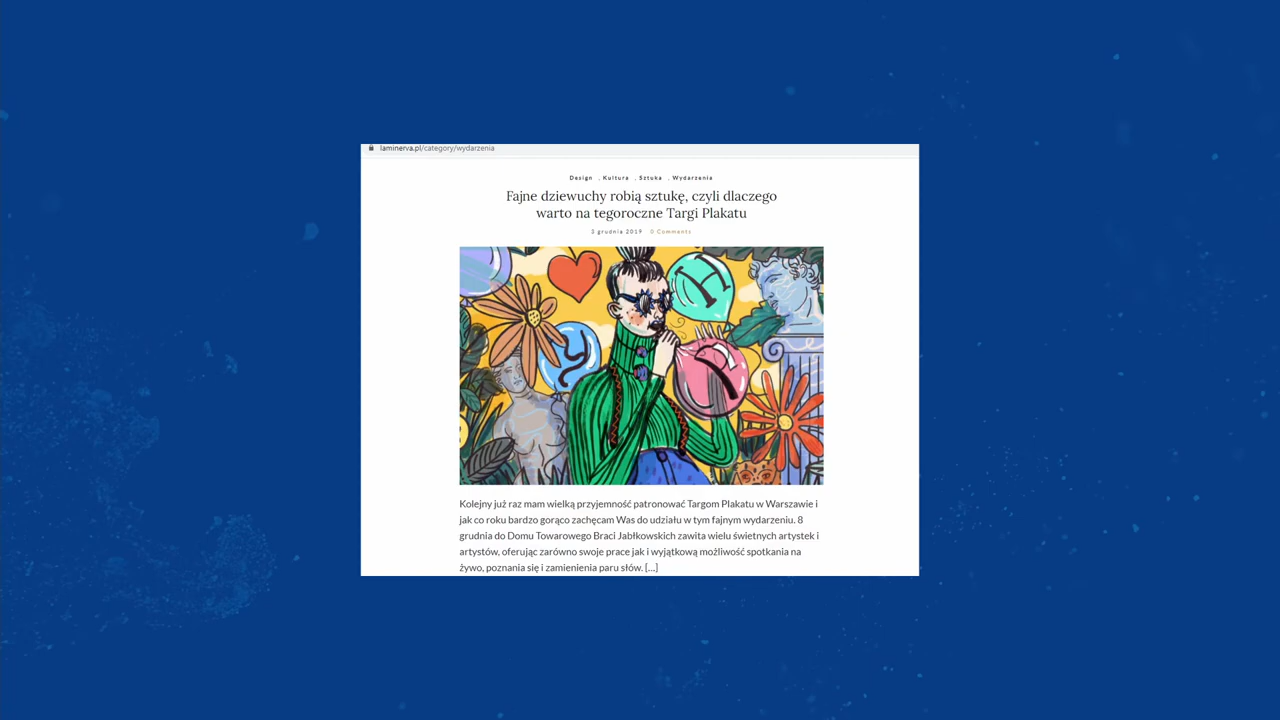 laminerva.pl/category/wydarzenia
Design , Kultura , Sztuka , Wydarzenie
Fajne dziewuchy robią sztukę, czyli dlaczego
warto na tegoroczne Targi Plakatu
3 grudnia 2019 0 Comments
Kolejny już raz mam wielką przyjemność patronować Targom Plakatu w Warszawie i
jak co roku bardzo gorąco zachęcam Was do udziału w tym fajnym wydarzeniu. 8
grudnia do Domu Towarowego Braci Jabłkowskich zawita wielu świetnych artystek i
artystów, oferując zarówno swoje prace jak i wyjątkową możliwość spotkania na
żywo, poznania się i zamienienia paru słów. [...]